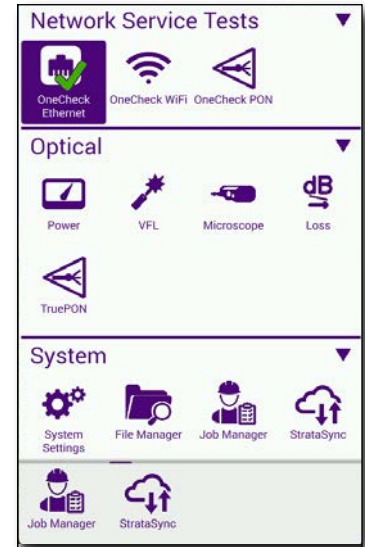 Network Service Tests
OneCheck Ethernet
OneCheck WiFi
OneCheck PON
Optical
Power
VFL
Microscope
dB
Loss
TruePON
System
System Settings
File Manager
Job Manager
StrataSync
Job Manager
StrataSync